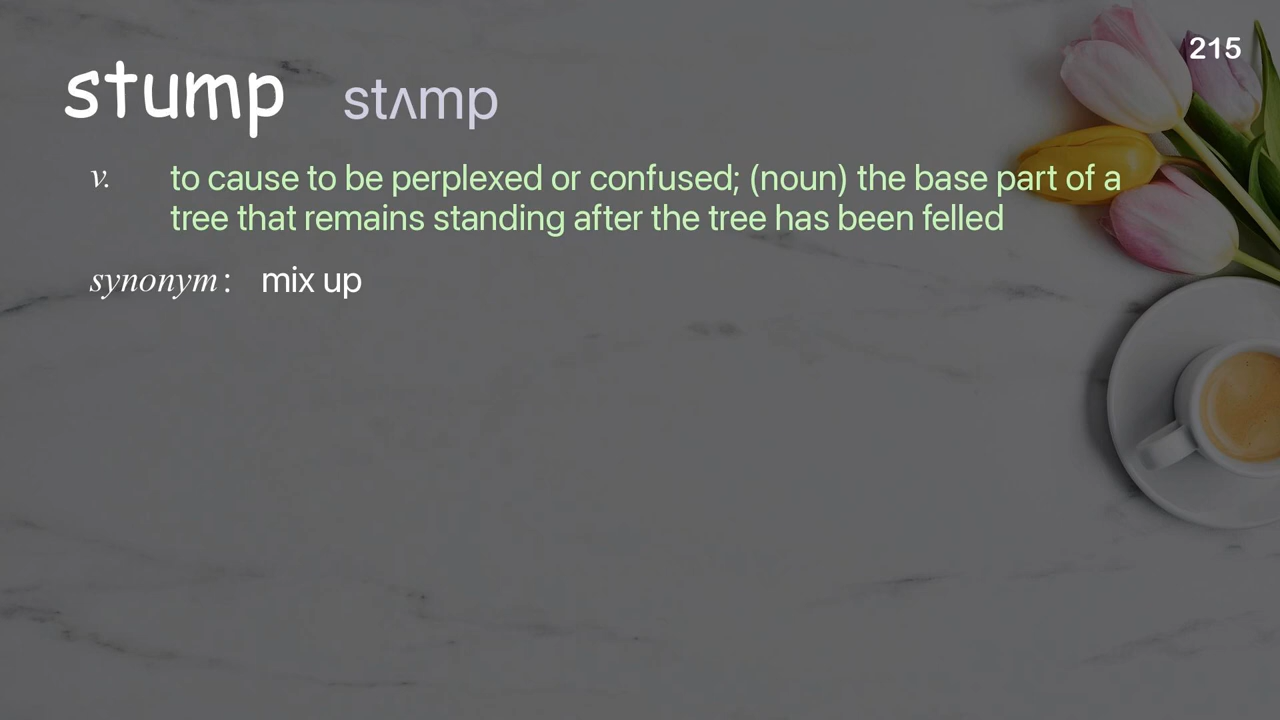 215
stump stʌmp
v. to cause to be perplexed or confused; (noun) the base part of a
tree that remains standing after the tree has been felled
synonym: mix up